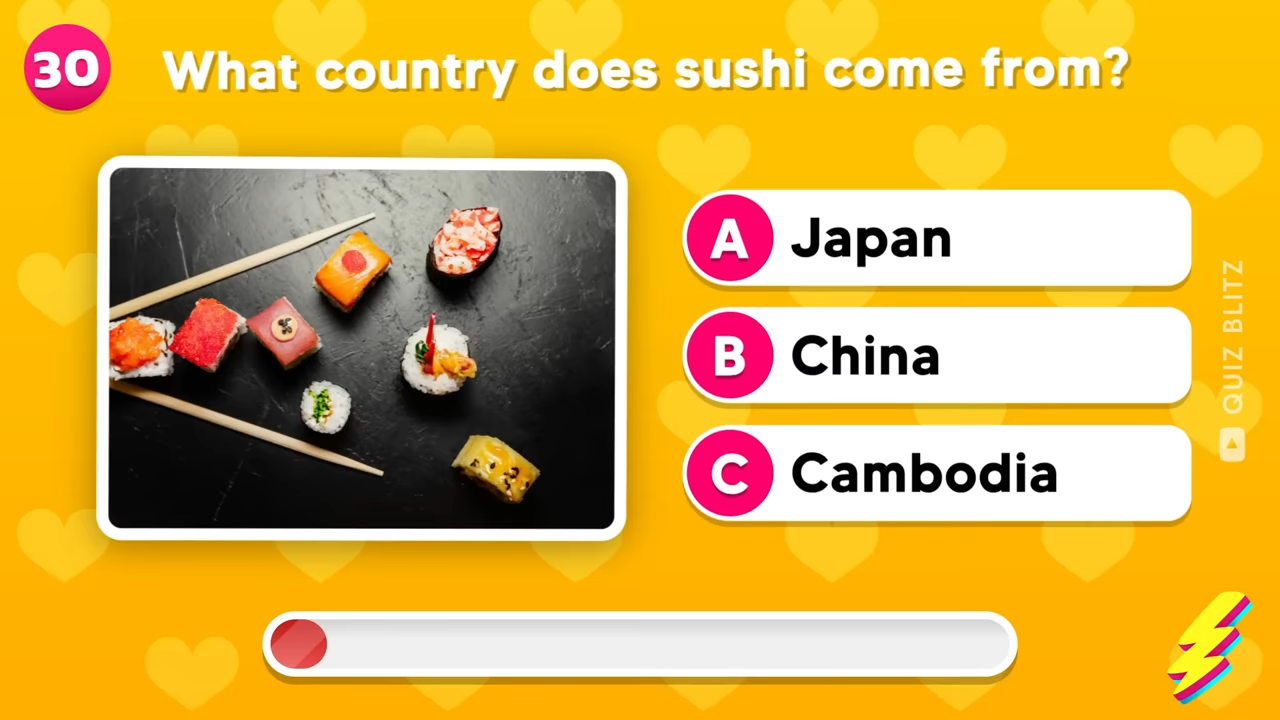 30
What country does sushi come from?
A Japan
B China
C Cambodia
QUIZ BLITZ